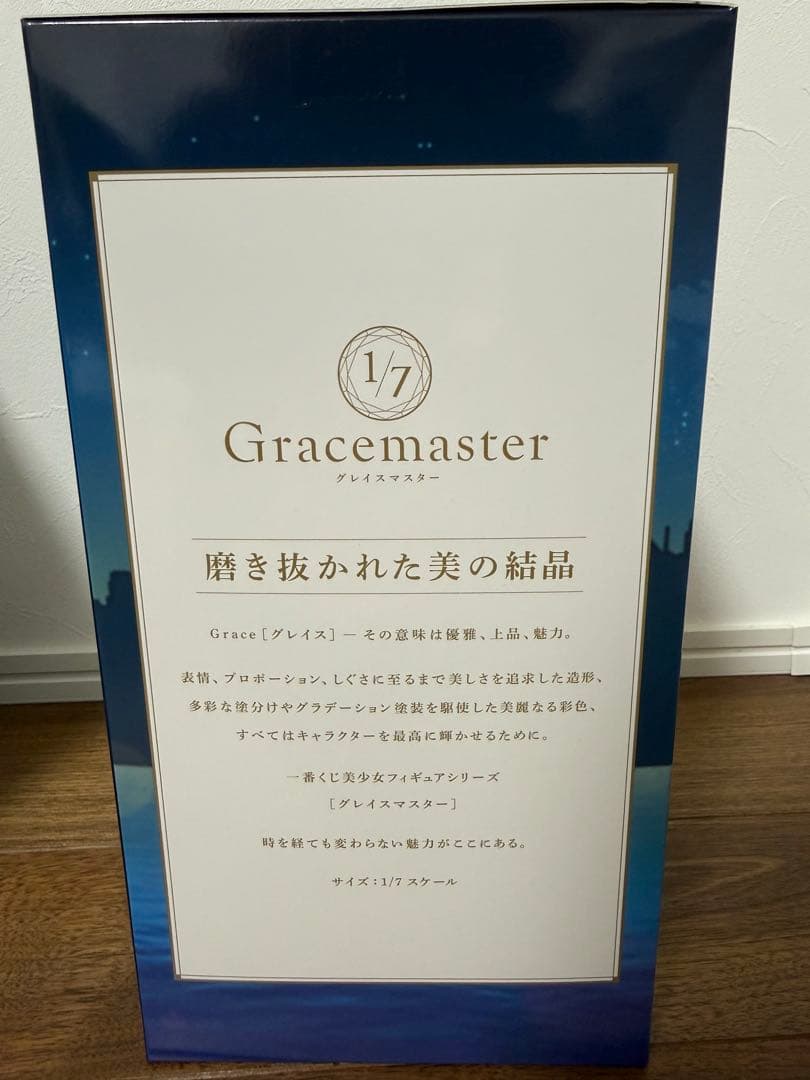 1/7
Gracemaster
グレイスマスター
磨き抜かれた美の結晶
Grace［グレイス］― その意味は優雅、上品、魅力。
表情、プロポーション、しぐさに至るまで美しさを追求した造形、
多彩な塗分けやグラデーション塗装を駆使した美麗なる彩色、
すべてはキャラクターを最高に輝かせるために。
一番くじ美少女フィギュアシリーズ
［グレイスマスター］
時を経ても変わらない魅力がここにある。
サイズ：1/7 スケール